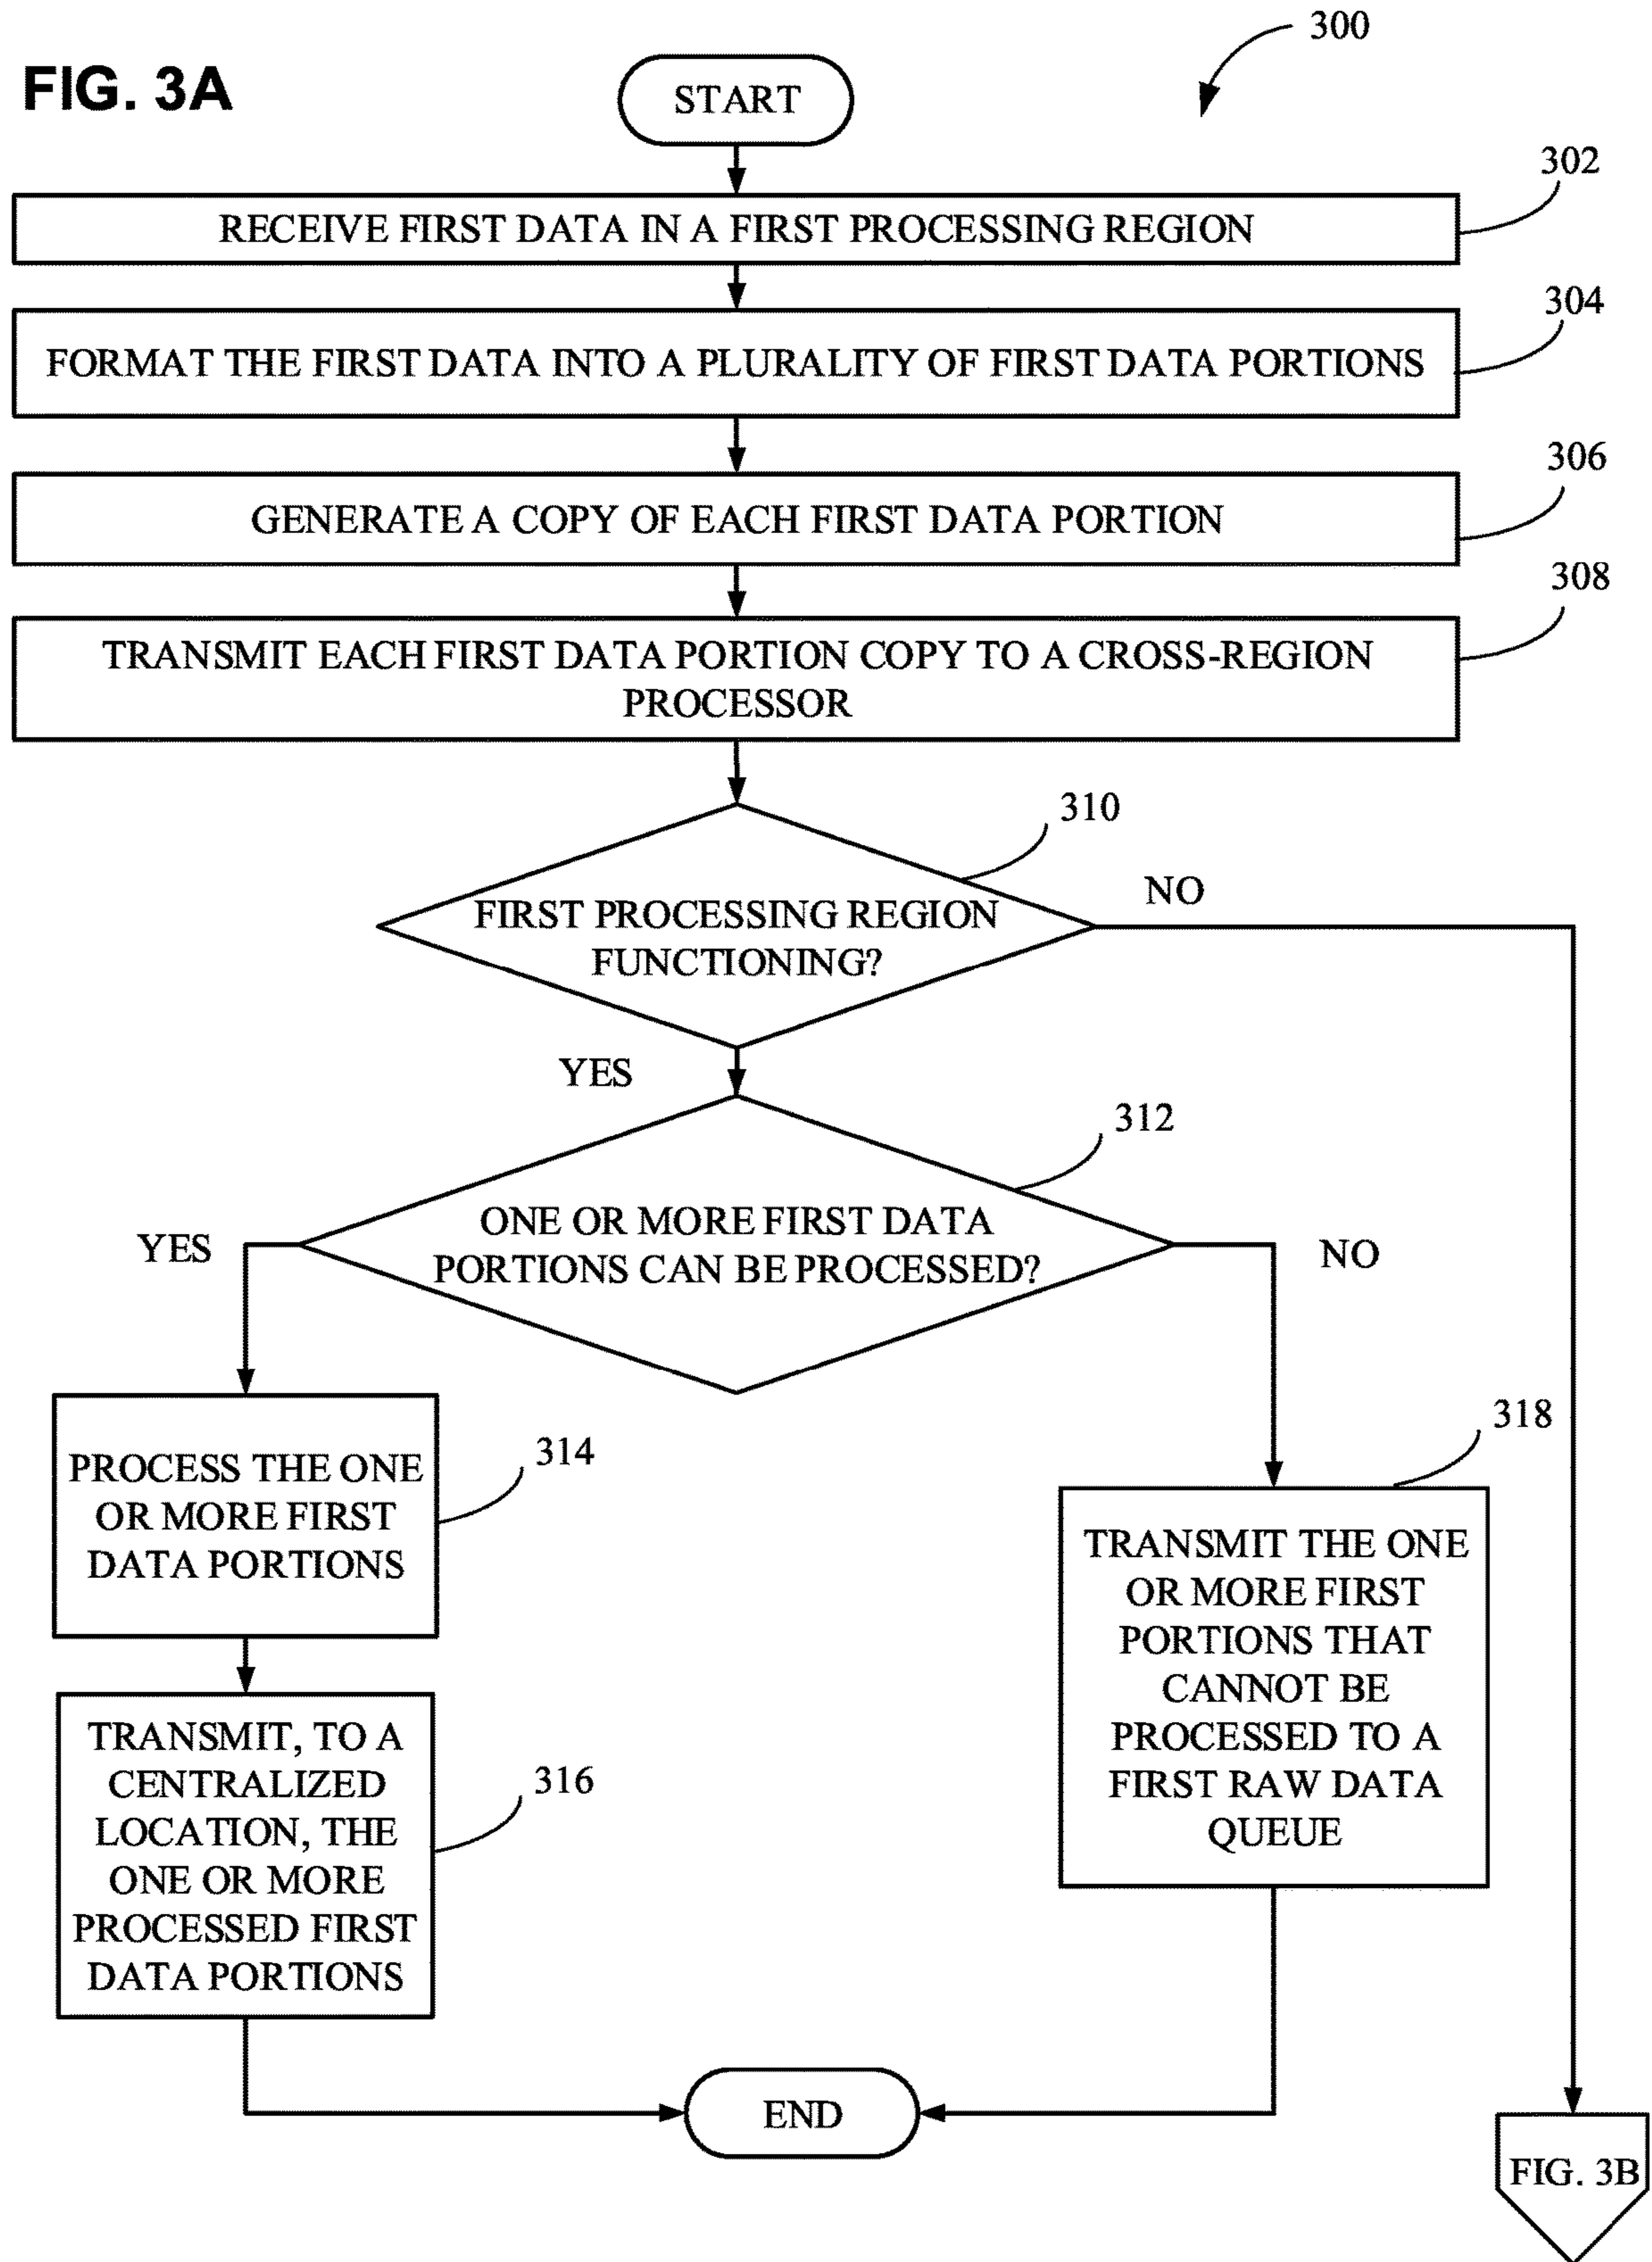 300
FIG. 3A
START
302
RECEIVE FIRST DATA IN A FIRST PROCESSING REGION
304
FORMAT THE FIRST DATA INTO A PLURALITY OF FIRST DATA PORTIONS
306
GENERATE A COPY OF EACH FIRST DATA PORTION
308
TRANSMIT EACH FIRST DATA PORTION COPY TO A CROSS-REGION
PROCESSOR
310
NO
FIRST PROCESSING REGION
FUNCTIONING?
YES
312
ONE OR MORE FIRST DATA
PORTIONS CAN BE PROCESSED?
YES
NO
314
PROCESS THE ONE
OR MORE FIRST
DATA PORTIONS
316
TRANSMIT, TO A
CENTRALIZED
LOCATION, THE
ONE OR MORE
PROCESSED FIRST
DATA PORTIONS
318
TRANSMIT THE ONE
OR MORE FIRST
PORTIONS THAT
CANNOT BE
PROCESSED TO A
FIRST RAW DATA
QUEUE
END
FIG. 3B